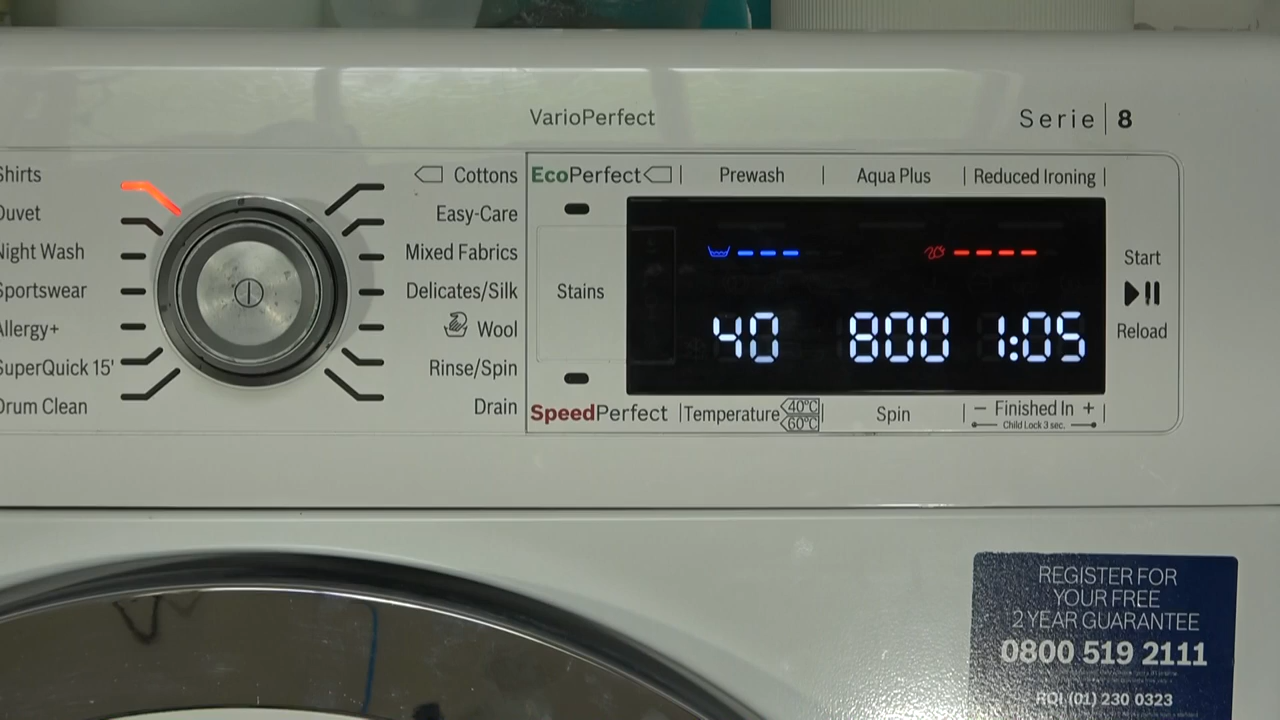 VarioPerfect
Serie 8
Shirts
Duvet
Night Wash
Sportswear
Allergy+
SuperQuick 15'
Drum Clean
Cottons
Easy-Care
Mixed Fabrics
Delicates/Silk
Wool
Rinse/Spin
Drain
EcoPerfect
Prewash
Aqua Plus
Reduced Ironing
Stains
40
800
1:05
Start
Reload
SpeedPerfect
Temperature 40°C
60°C
Spin
– Finished In +
Child Lock 3 sec.
REGISTER FOR
YOUR FREE
2 YEAR GUARANTEE
0800 519 2111
ROI (01) 230 0323